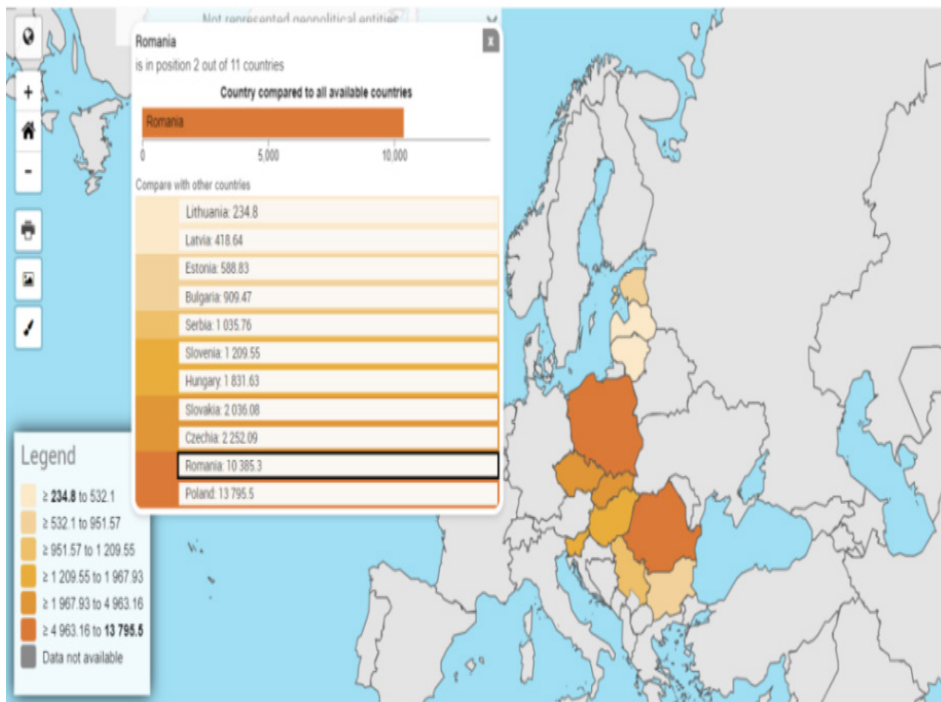 Not represented geopolitical entities
Romania
x
is in position 2 out of 11 countries
Country compared to all available countries
Romania
0 5,000 10,000
Compare with other countries
Lithuania: 234.8
Latvia: 418.64
Estonia: 588.83
Bulgaria: 909.47
Serbia: 1 035.76
Slovenia: 1 209.55
Hungary: 1 831.63
Slovakia: 2 036.08
Czechia: 2 252.09
Romania: 10 385.3
Poland: 13 795.5
Legend
≥ 234.8 to 532.1
≥ 532.1 to 951.57
≥ 951.57 to 1 209.55
≥ 1 209.55 to 1 967.93
≥ 1 967.93 to 4 963.16
≥ 4 963.16 to 13 795.5
Data not available